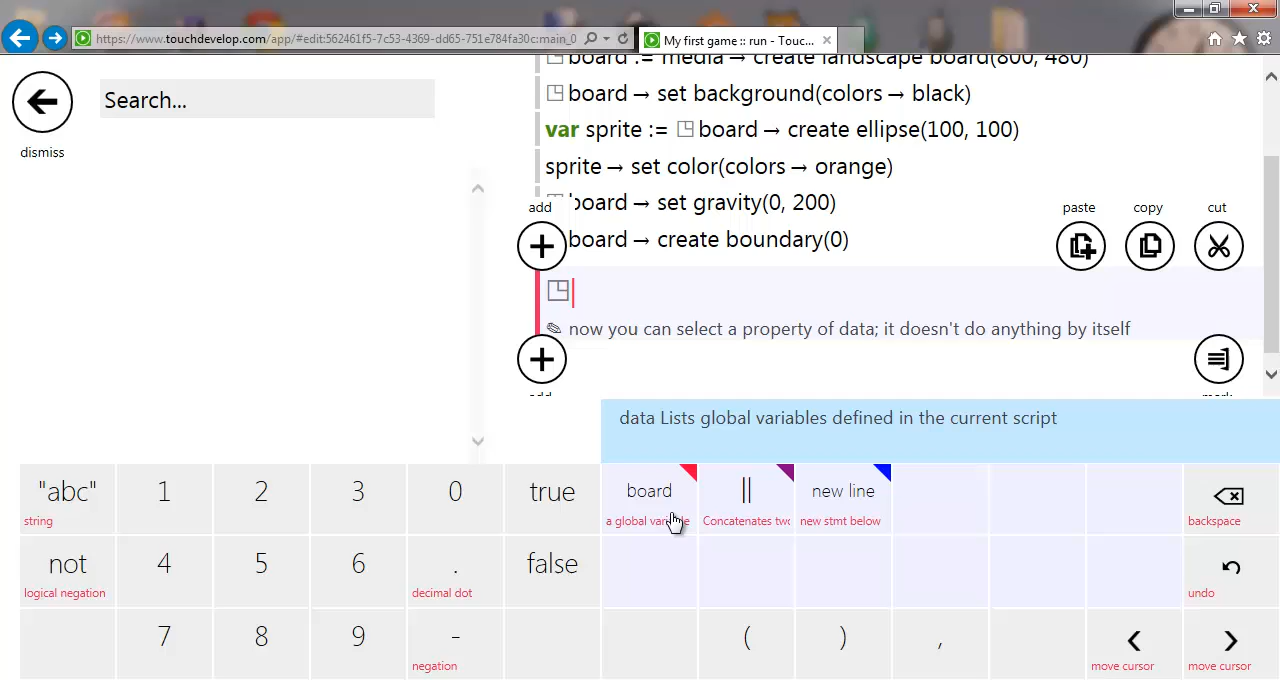 https://www.touchdevelop.com/app/#edit:562461f5-7c53-4369-dd65-751e784fa30c:main_0
My first game :: run - Touc... ×
Search...
dismiss
board := media → create landscape board(800, 480)
board → set background(colors → black)
var sprite := board → create ellipse(100, 100)
sprite → set color(colors → orange)
board → set gravity(0, 200)
board → create boundary(0)
add
paste copy cut
now you can select a property of data; it doesn't do anything by itself
data Lists global variables defined in the current script
"abc" 1 2 3 0 true board || new line
string a global variable Concatenates twc new stmt below backspace
not 4 5 6 . false
logical negation decimal dot undo
7 8 9 - ( ) ,
negation move cursor move cursor